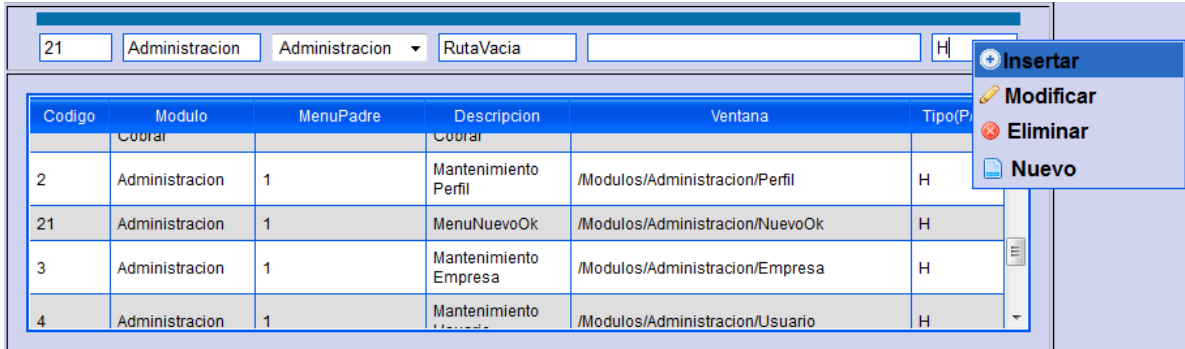 21 Administracion Administracion RutaVacia H
Insertar
Modificar
Eliminar
Nuevo
Codigo Modulo MenuPadre Descripcion Ventana Tipo(P/
Cobrar Cobrar
2 Administracion 1 Mantenimiento Perfil /Modulos/Administracion/Perfil H
21 Administracion 1 MenuNuevoOk /Modulos/Administracion/NuevoOk H
3 Administracion 1 Mantenimiento Empresa /Modulos/Administracion/Empresa H
4 Administracion 1 Mantenimiento /Modulos/Administracion/Usuario H